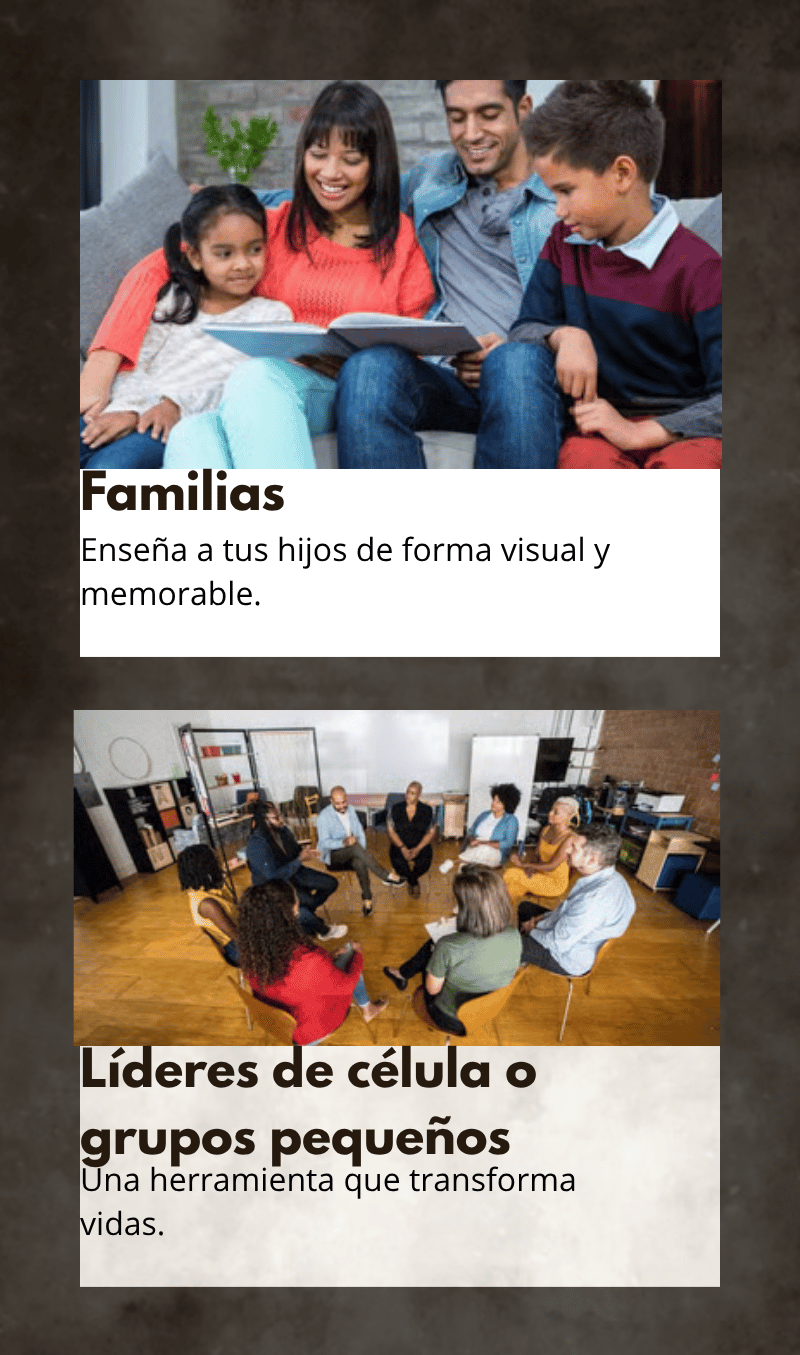 Familias
Enseña a tus hijos de forma visual y
memorable.
Líderes de célula o
grupos pequeños
Una herramienta que transforma
vidas.